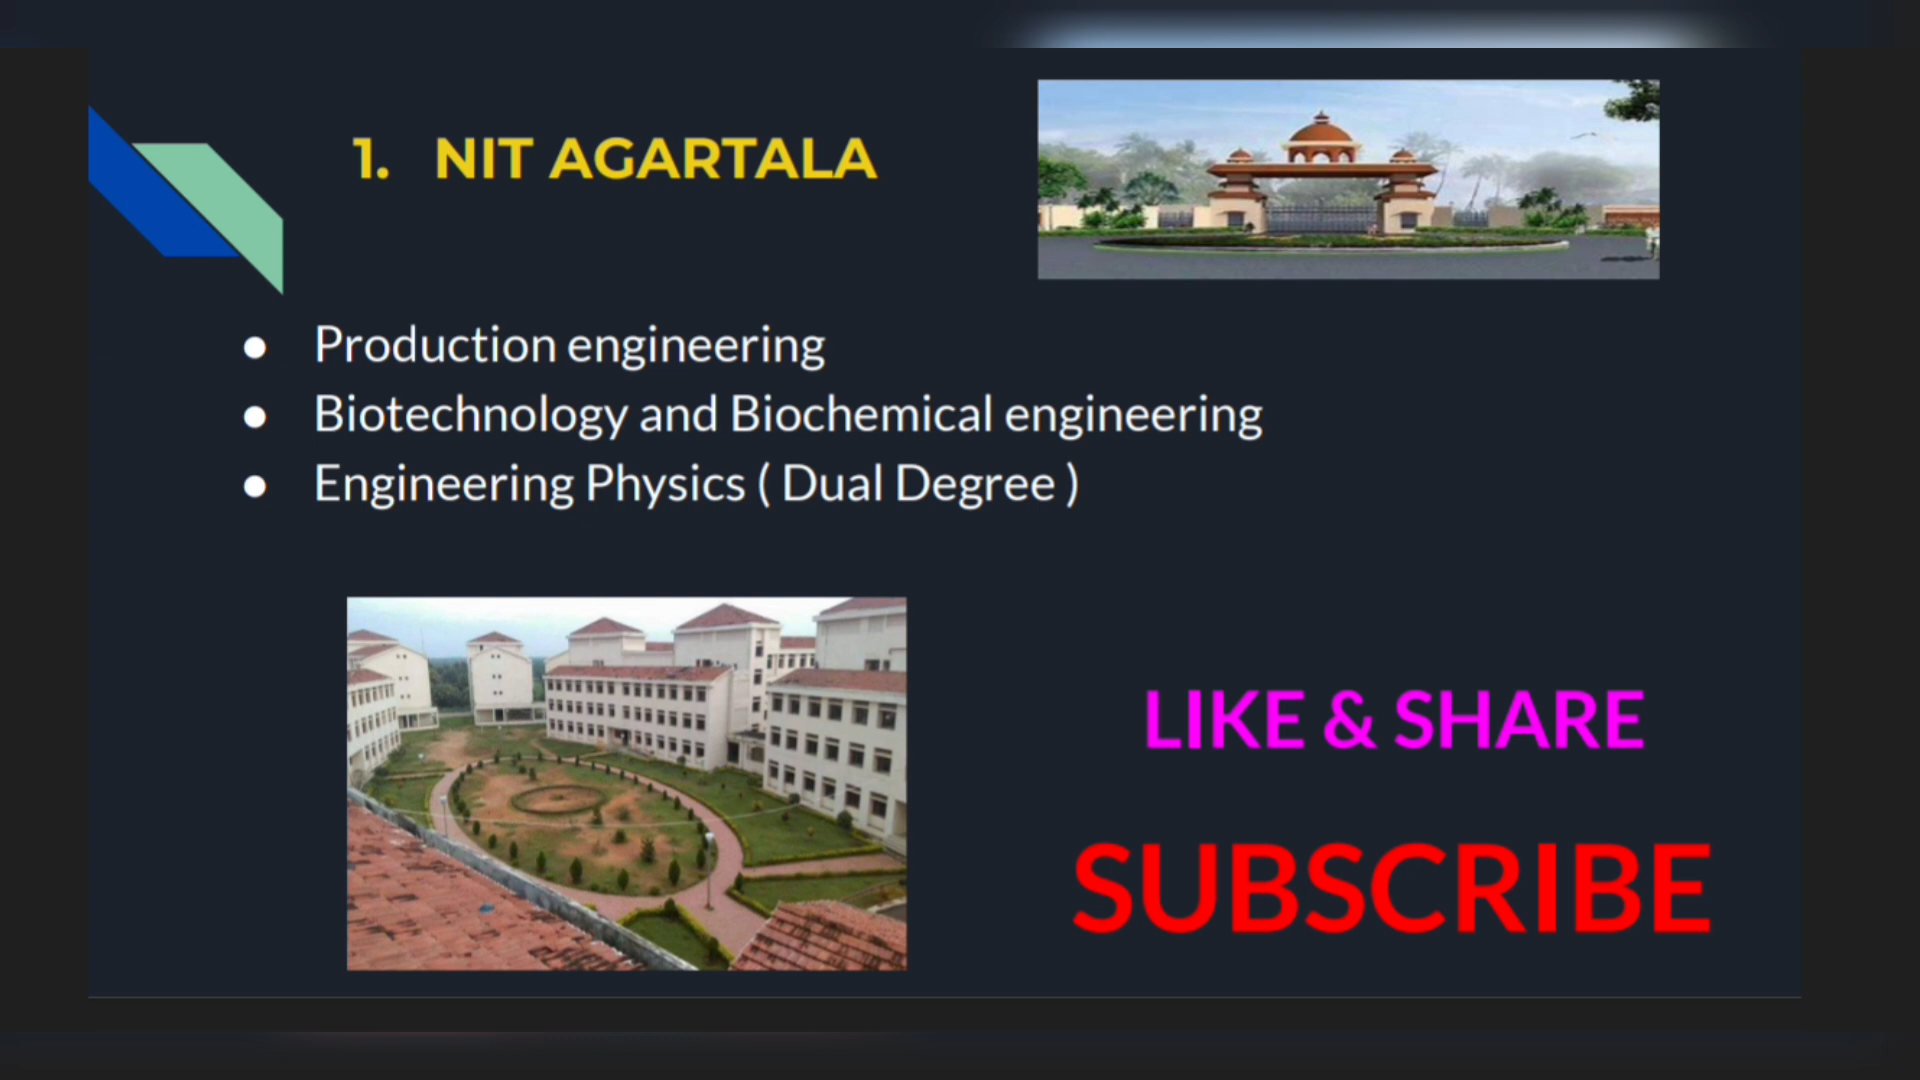 1. NIT AGARTALA
● Production engineering
● Biotechnology and Biochemical engineering
● Engineering Physics ( Dual Degree )
LIKE & SHARE
SUBSCRIBE